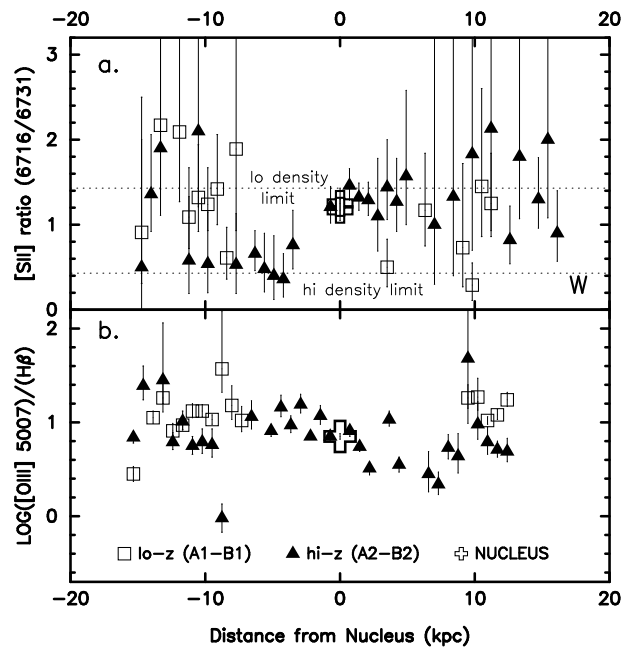 −20 −10 0 10 20
3
a.
2
lo density
limit
1
hi density limit
W
0
[SII] ratio (6716/6731)
b.
2
1
0
□ lo−z (A1−B1) ▲ hi−z (A2−B2) NUCLEUS
LOG([OIII] 5007)/(Hβ)
−20 −10 0 10 20
Distance from Nucleus (kpc)